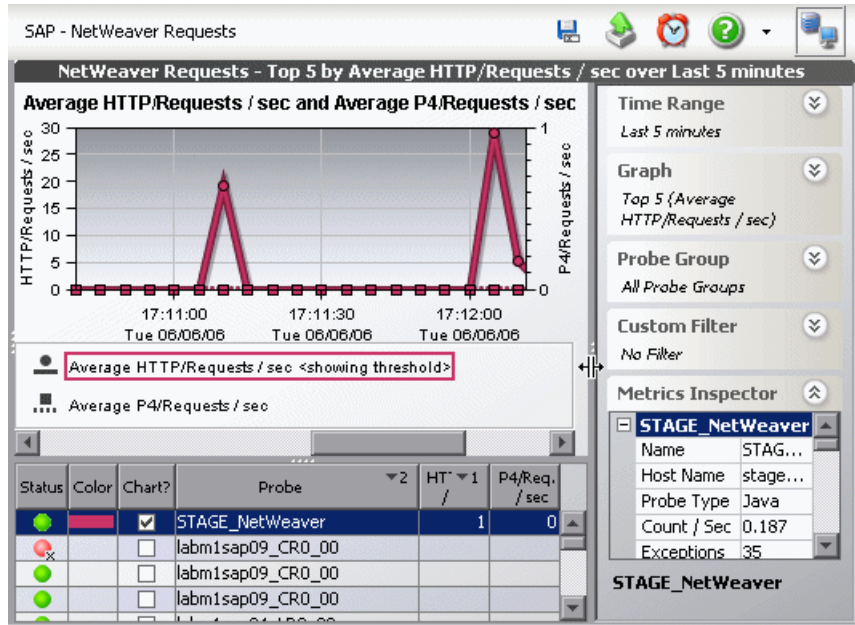 SAP - NetWeaver Requests
NetWeaver Requests - Top 5 by Average HTTP/Requests / sec over Last 5 minutes
Average HTTP/Requests / sec and Average P4/Requests / sec
HTTP/Requests / sec
30
25
20
15
10
5
0
1
0
P4/Requests / sec
17:11:00 17:11:30 17:12:00
Tue 06/06/06 Tue 06/06/06 Tue 06/06/06
Average HTTP/Requests / sec <showing threshold>
Average P4/Requests / sec
Status Color Chart? Probe 2 HT 1 / P4/Req. / sec
STAGE_NetWeaver 1 0
labm1sap09_CR0_00
labm1sap09_CR0_00
labm1sap09_CR0_00
Time Range
Last 5 minutes
Graph
Top 5 (Average
HTTP/Requests / sec)
Probe Group
All Probe Groups
Custom Filter
No Filter
Metrics Inspector
STAGE_NetWeaver
Name STAG...
Host Name stage...
Probe Type Java
Count / Sec 0.187
Exceptions 35
STAGE_NetWeaver